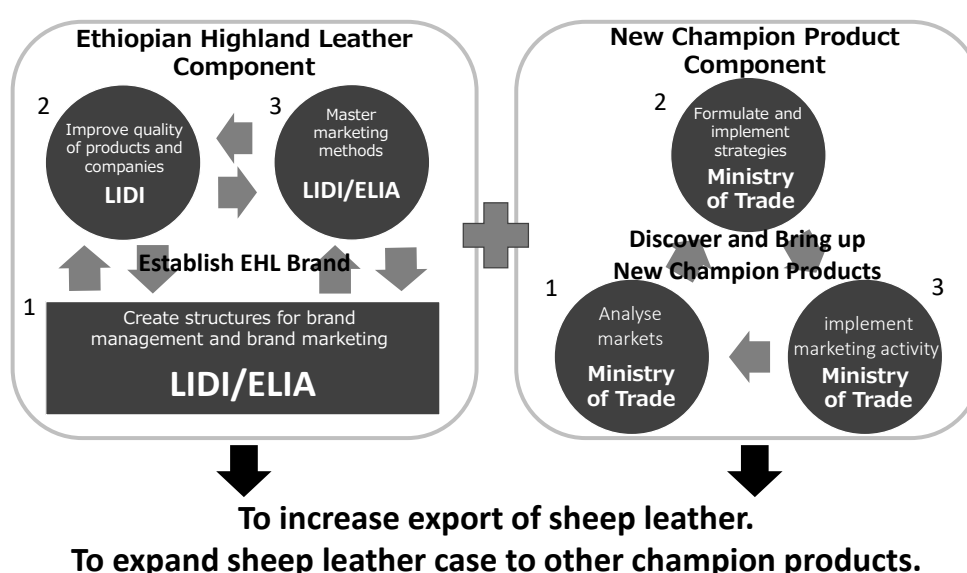 Ethiopian Highland Leather
Component
2
Improve quality
of products and
companies
LIDI
3
Master
marketing
methods
LIDI/ELIA
Establish EHL Brand
1
Create structures for brand
management and brand marketing
LIDI/ELIA
New Champion Product
Component
2
Formulate and
implement
strategies
Ministry
of Trade
Discover and Bring up
New Champion Products
1
Analyse
markets
Ministry
of Trade
3
implement
marketing activity
Ministry
of Trade
To increase export of sheep leather.
To expand sheep leather case to other champion products.